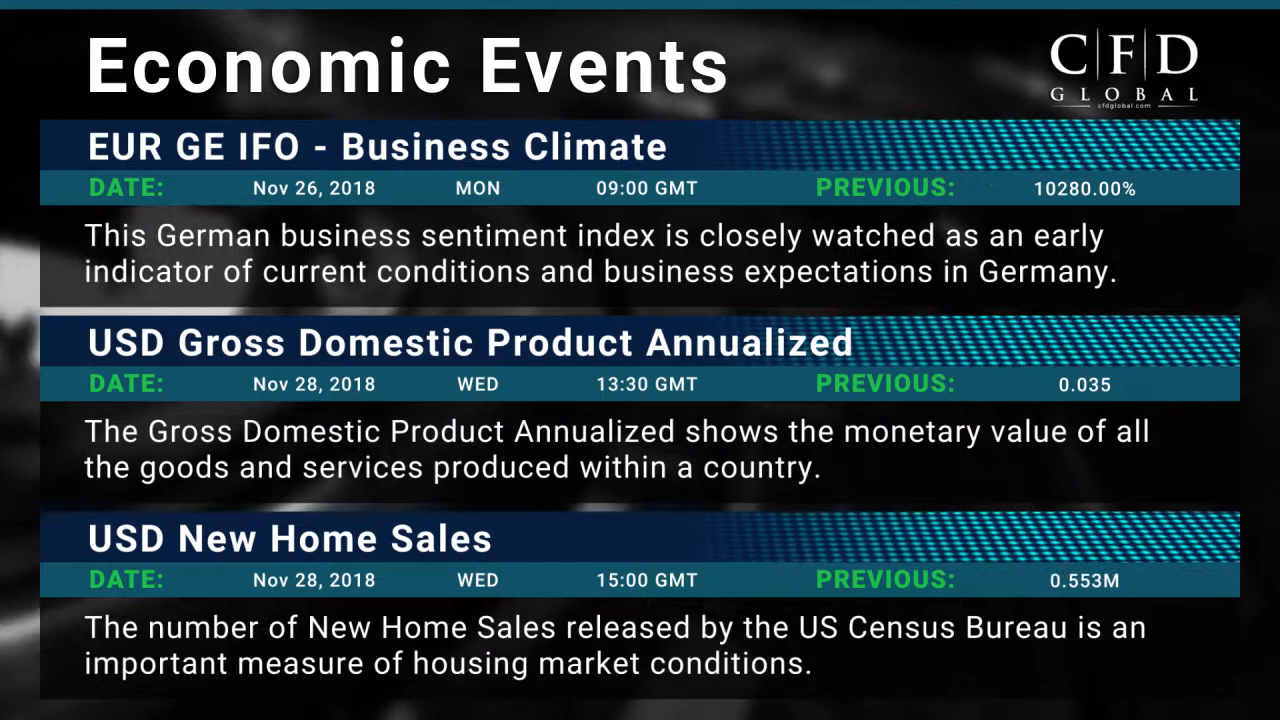 Economic Events
C F D
GLOBAL
cfdglobal.com
EUR GE IFO - Business Climate
DATE: Nov 26, 2018 MON 09:00 GMT PREVIOUS: 10280.00%
This German business sentiment index is closely watched as an early
indicator of current conditions and business expectations in Germany.
USD Gross Domestic Product Annualized
DATE: Nov 28, 2018 WED 13:30 GMT PREVIOUS: 0.035
The Gross Domestic Product Annualized shows the monetary value of all
the goods and services produced within a country.
USD New Home Sales
DATE: Nov 28, 2018 WED 15:00 GMT PREVIOUS: 0.553M
The number of New Home Sales released by the US Census Bureau is an
important measure of housing market conditions.